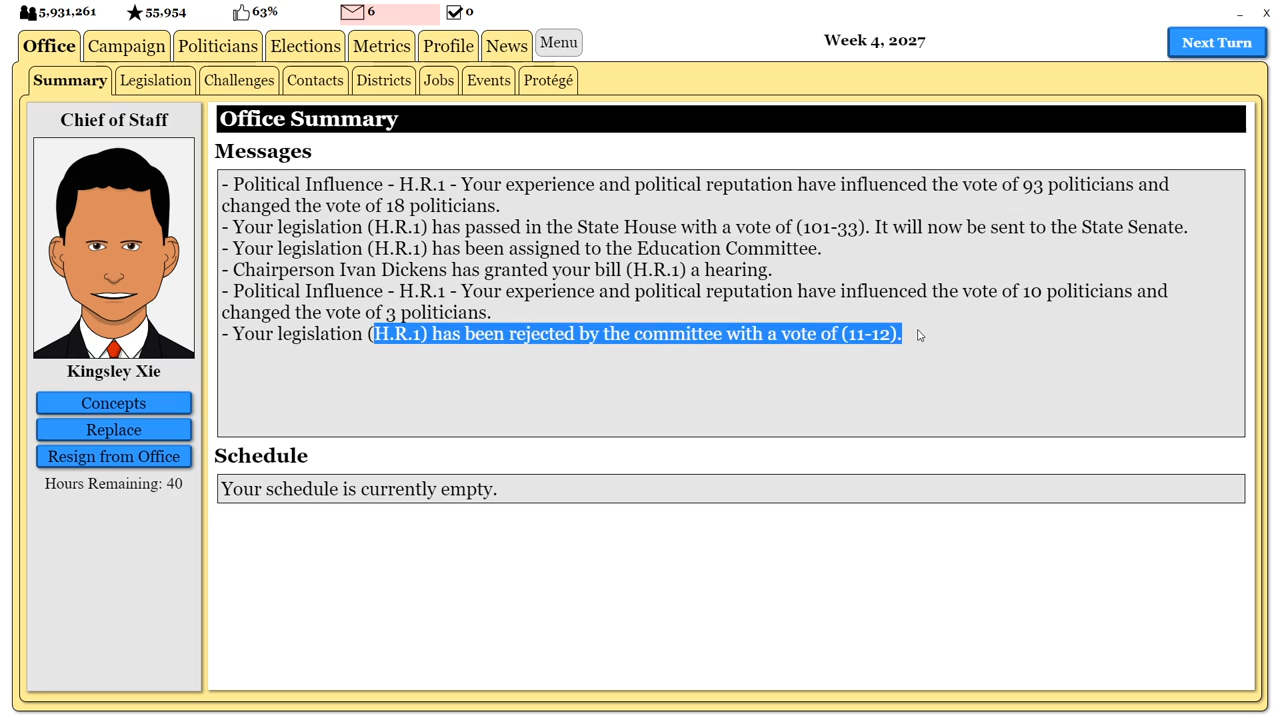 5,931,261 55,954 63% 6 0 _ X
Office Campaign Politicians Elections Metrics Profile News Menu Week 4, 2027 Next Turn
Summary Legislation Challenges Contacts Districts Jobs Events Protégé
Chief of Staff
Kingsley Xie
Concepts
Replace
Resign from Office
Hours Remaining: 40
Office Summary
Messages
- Political Influence - H.R.1 - Your experience and political reputation have influenced the vote of 93 politicians and
changed the vote of 18 politicians.
- Your legislation (H.R.1) has passed in the State House with a vote of (101-33). It will now be sent to the State Senate.
- Your legislation (H.R.1) has been assigned to the Education Committee.
- Chairperson Ivan Dickens has granted your bill (H.R.1) a hearing.
- Political Influence - H.R.1 - Your experience and political reputation have influenced the vote of 10 politicians and
changed the vote of 3 politicians.
- Your legislation (H.R.1) has been rejected by the committee with a vote of (11-12).
Schedule
Your schedule is currently empty.